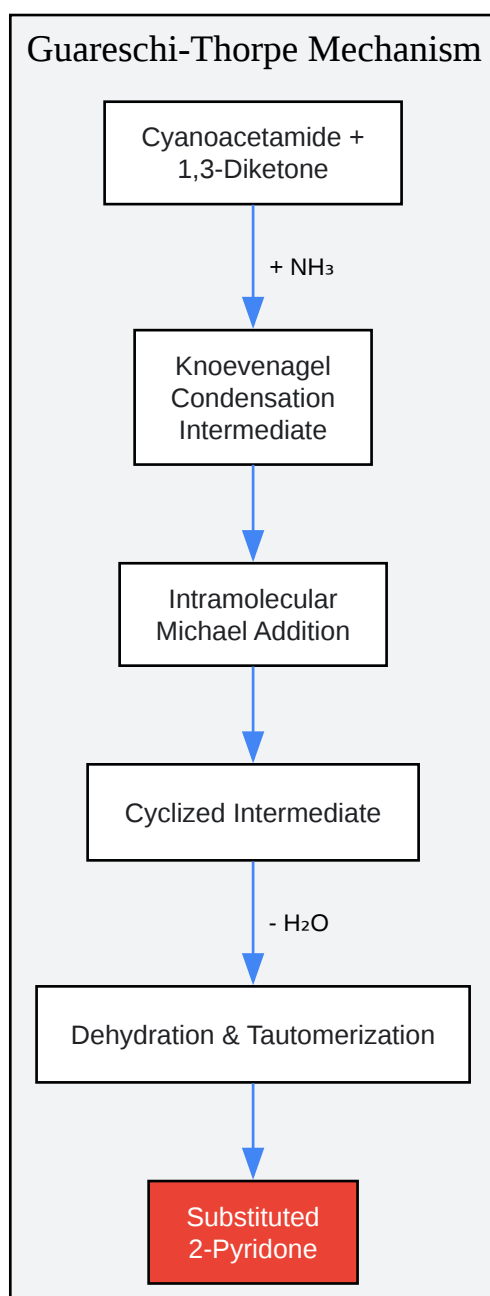 Guareschi-Thorpe Mechanism
Cyanoacetamide +
1,3-Diketone
+ NH₃
Knoevenagel
Condensation
Intermediate
Intramolecular
Michael Addition
Cyclized Intermediate
- H₂O
Dehydration & Tautomerization
Substituted
2-Pyridone